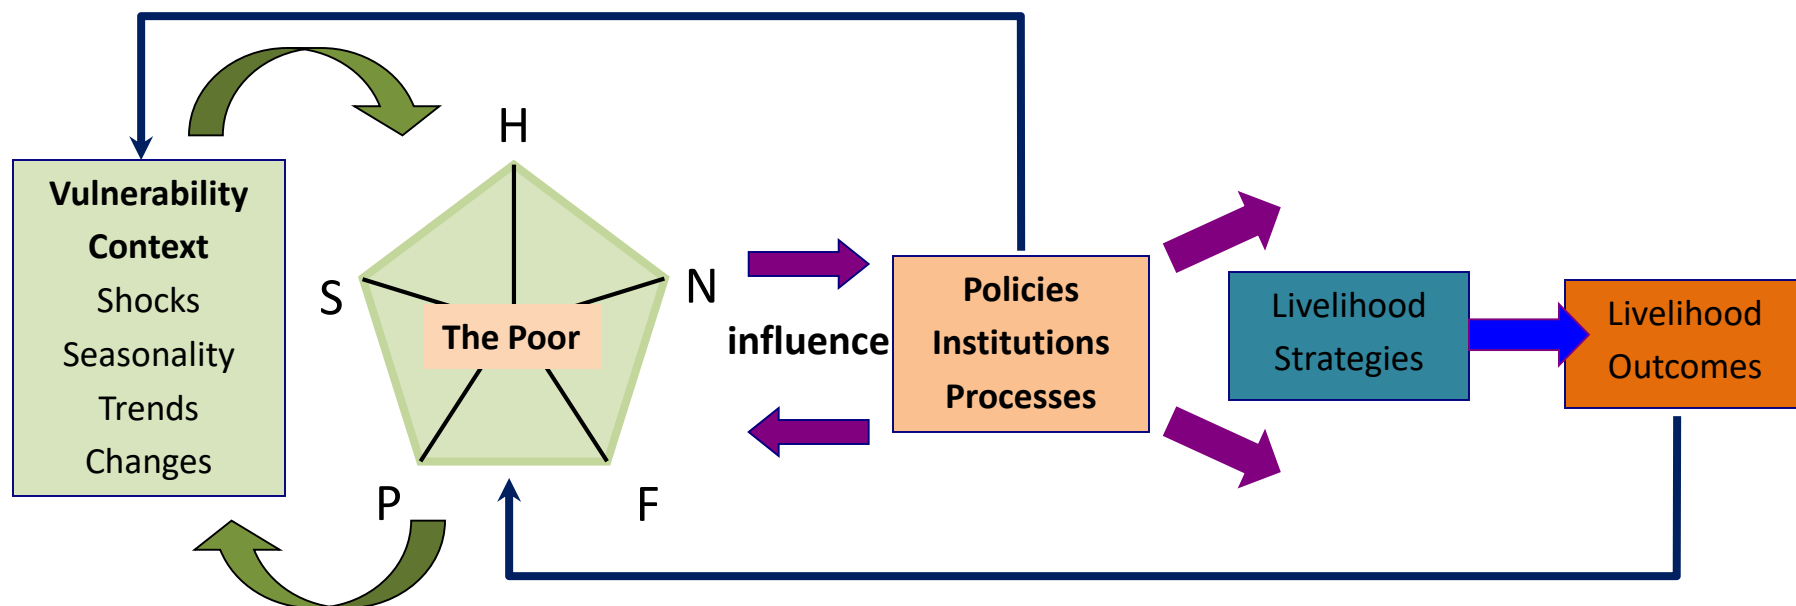 Vulnerability
Context
Shocks
Seasonality
Trends
Changes
H
S
N
The Poor
P
F
influence
Policies
Institutions
Processes
Livelihood
Strategies
Livelihood
Outcomes